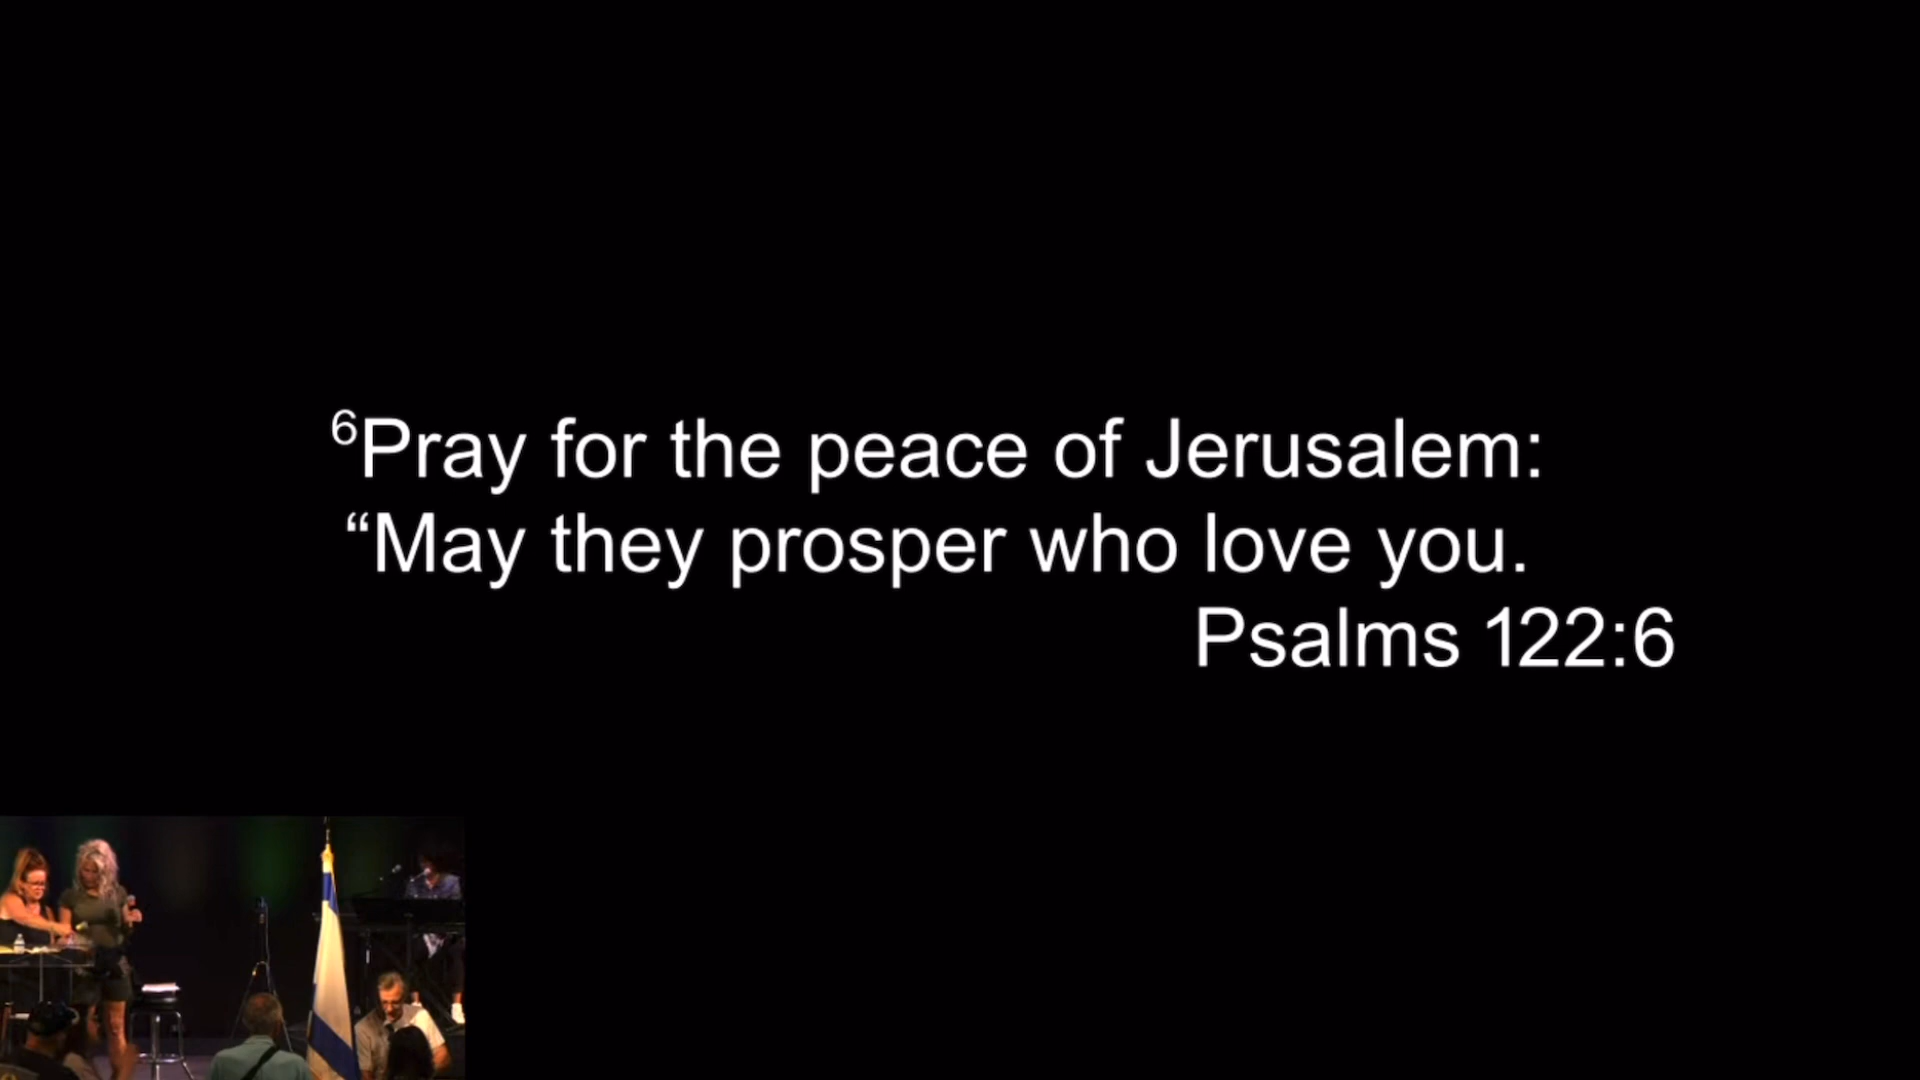 ⁶Pray for the peace of Jerusalem:
“May they prosper who love you.
Psalms 122:6